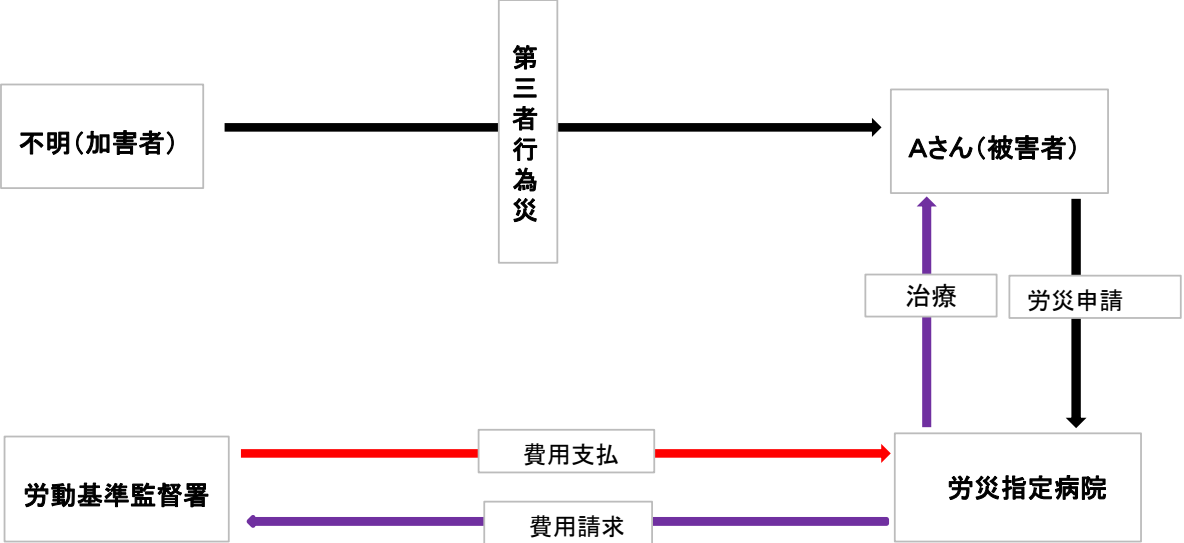 第三者行為災
不明（加害者）
Aさん（被害者）
治療
労災申請
費用支払
労働基準監督署
労災指定病院
費用請求